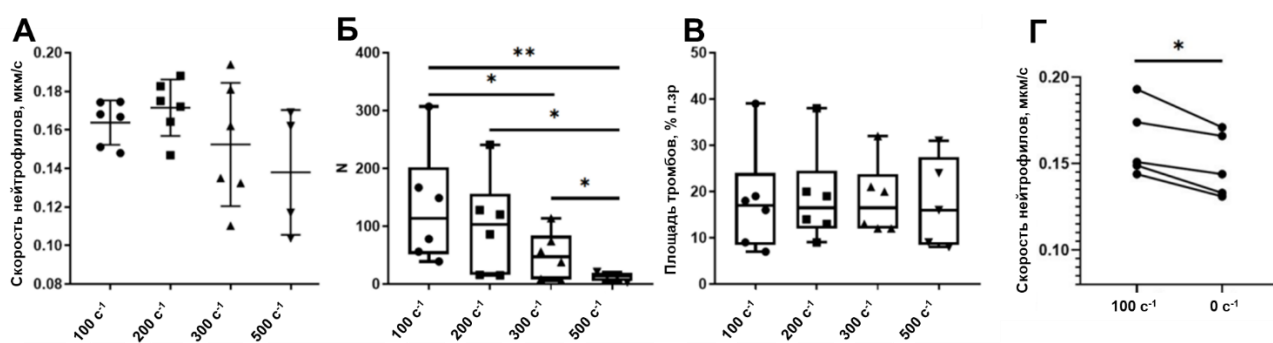 А
Скорость нейтрофилов, мкм/с
0.20
0.18
0.16
0.14
0.12
0.10
0.08
100 с⁻¹
200 с⁻¹
300 с⁻¹
500 с⁻¹
Б
N
400
300
200
100
0
**
*
*
*
100 с⁻¹
200 с⁻¹
300 с⁻¹
500 с⁻¹
В
Площадь тромбов, % п.зр
50
40
30
20
10
0
100 с⁻¹
200 с⁻¹
300 с⁻¹
500 с⁻¹
Г
Скорость нейтрофилов, мкм/с
*
0.20
0.15
0.10
100 с⁻¹
0 с⁻¹